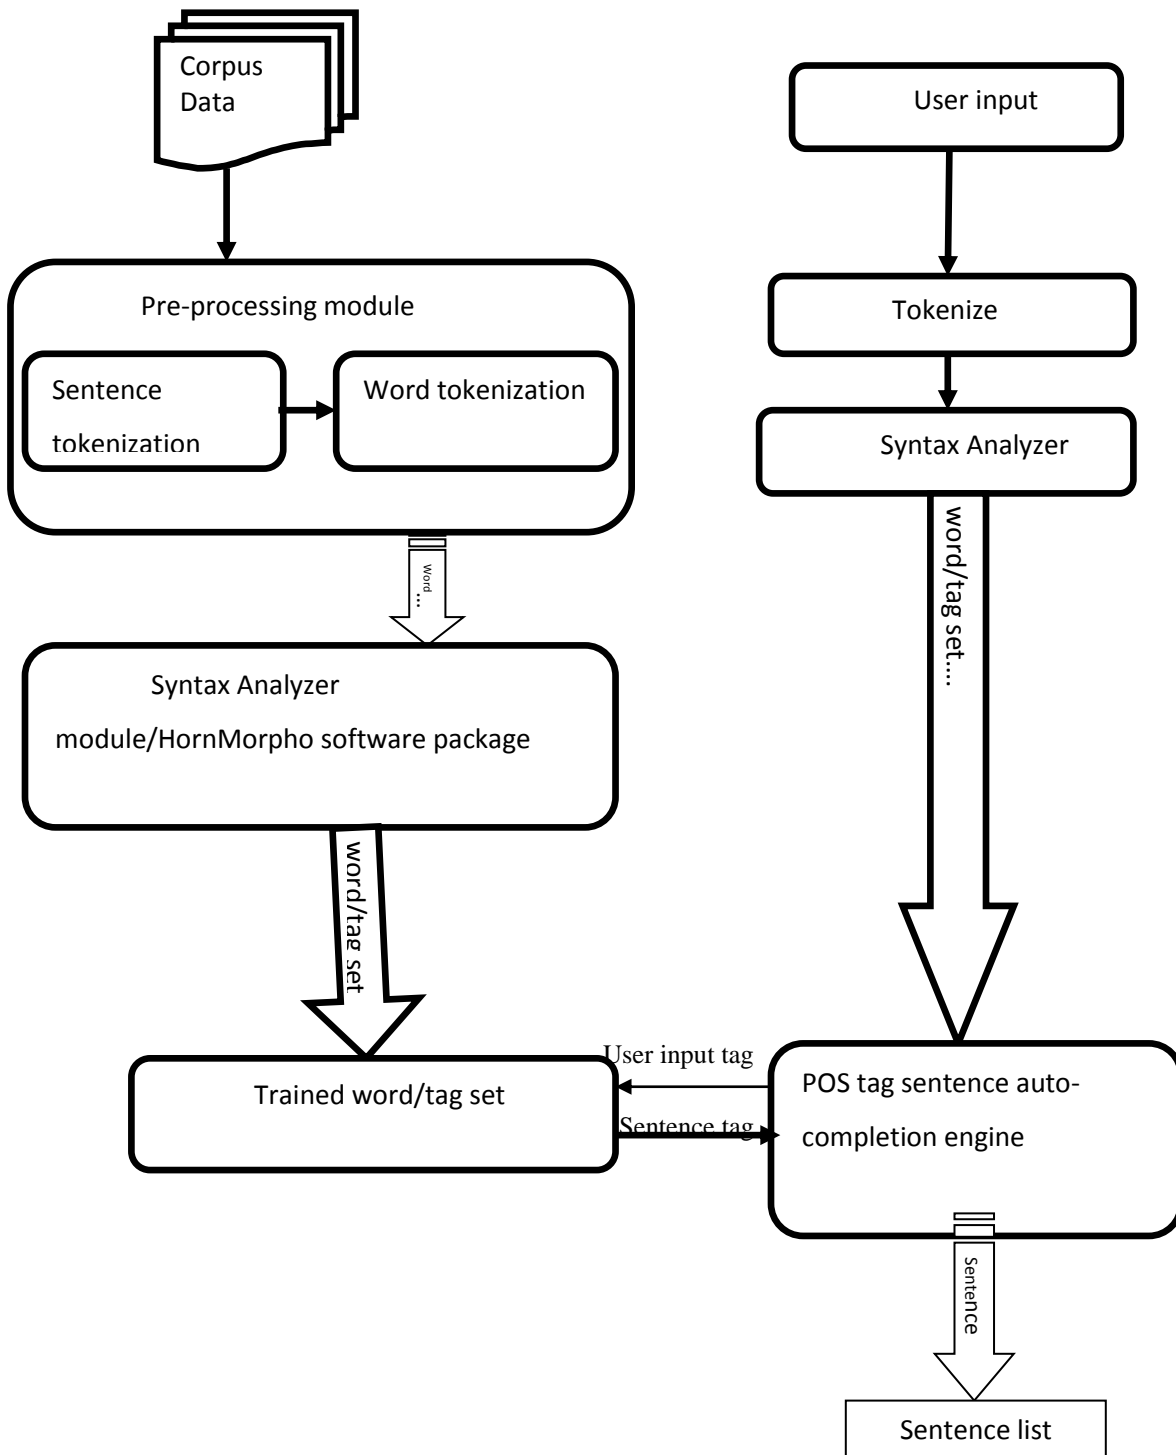 Corpus
Data
User input
Pre-processing module
Sentence
tokenization
Word tokenization
Tokenize
Syntax Analyzer
Word ....
word/tag set....
Syntax Analyzer
module/HornMorpho software package
word/tag set
Trained word/tag set
User input tag
Sentence tag
POS tag sentence auto-
completion engine
Sentence
Sentence list